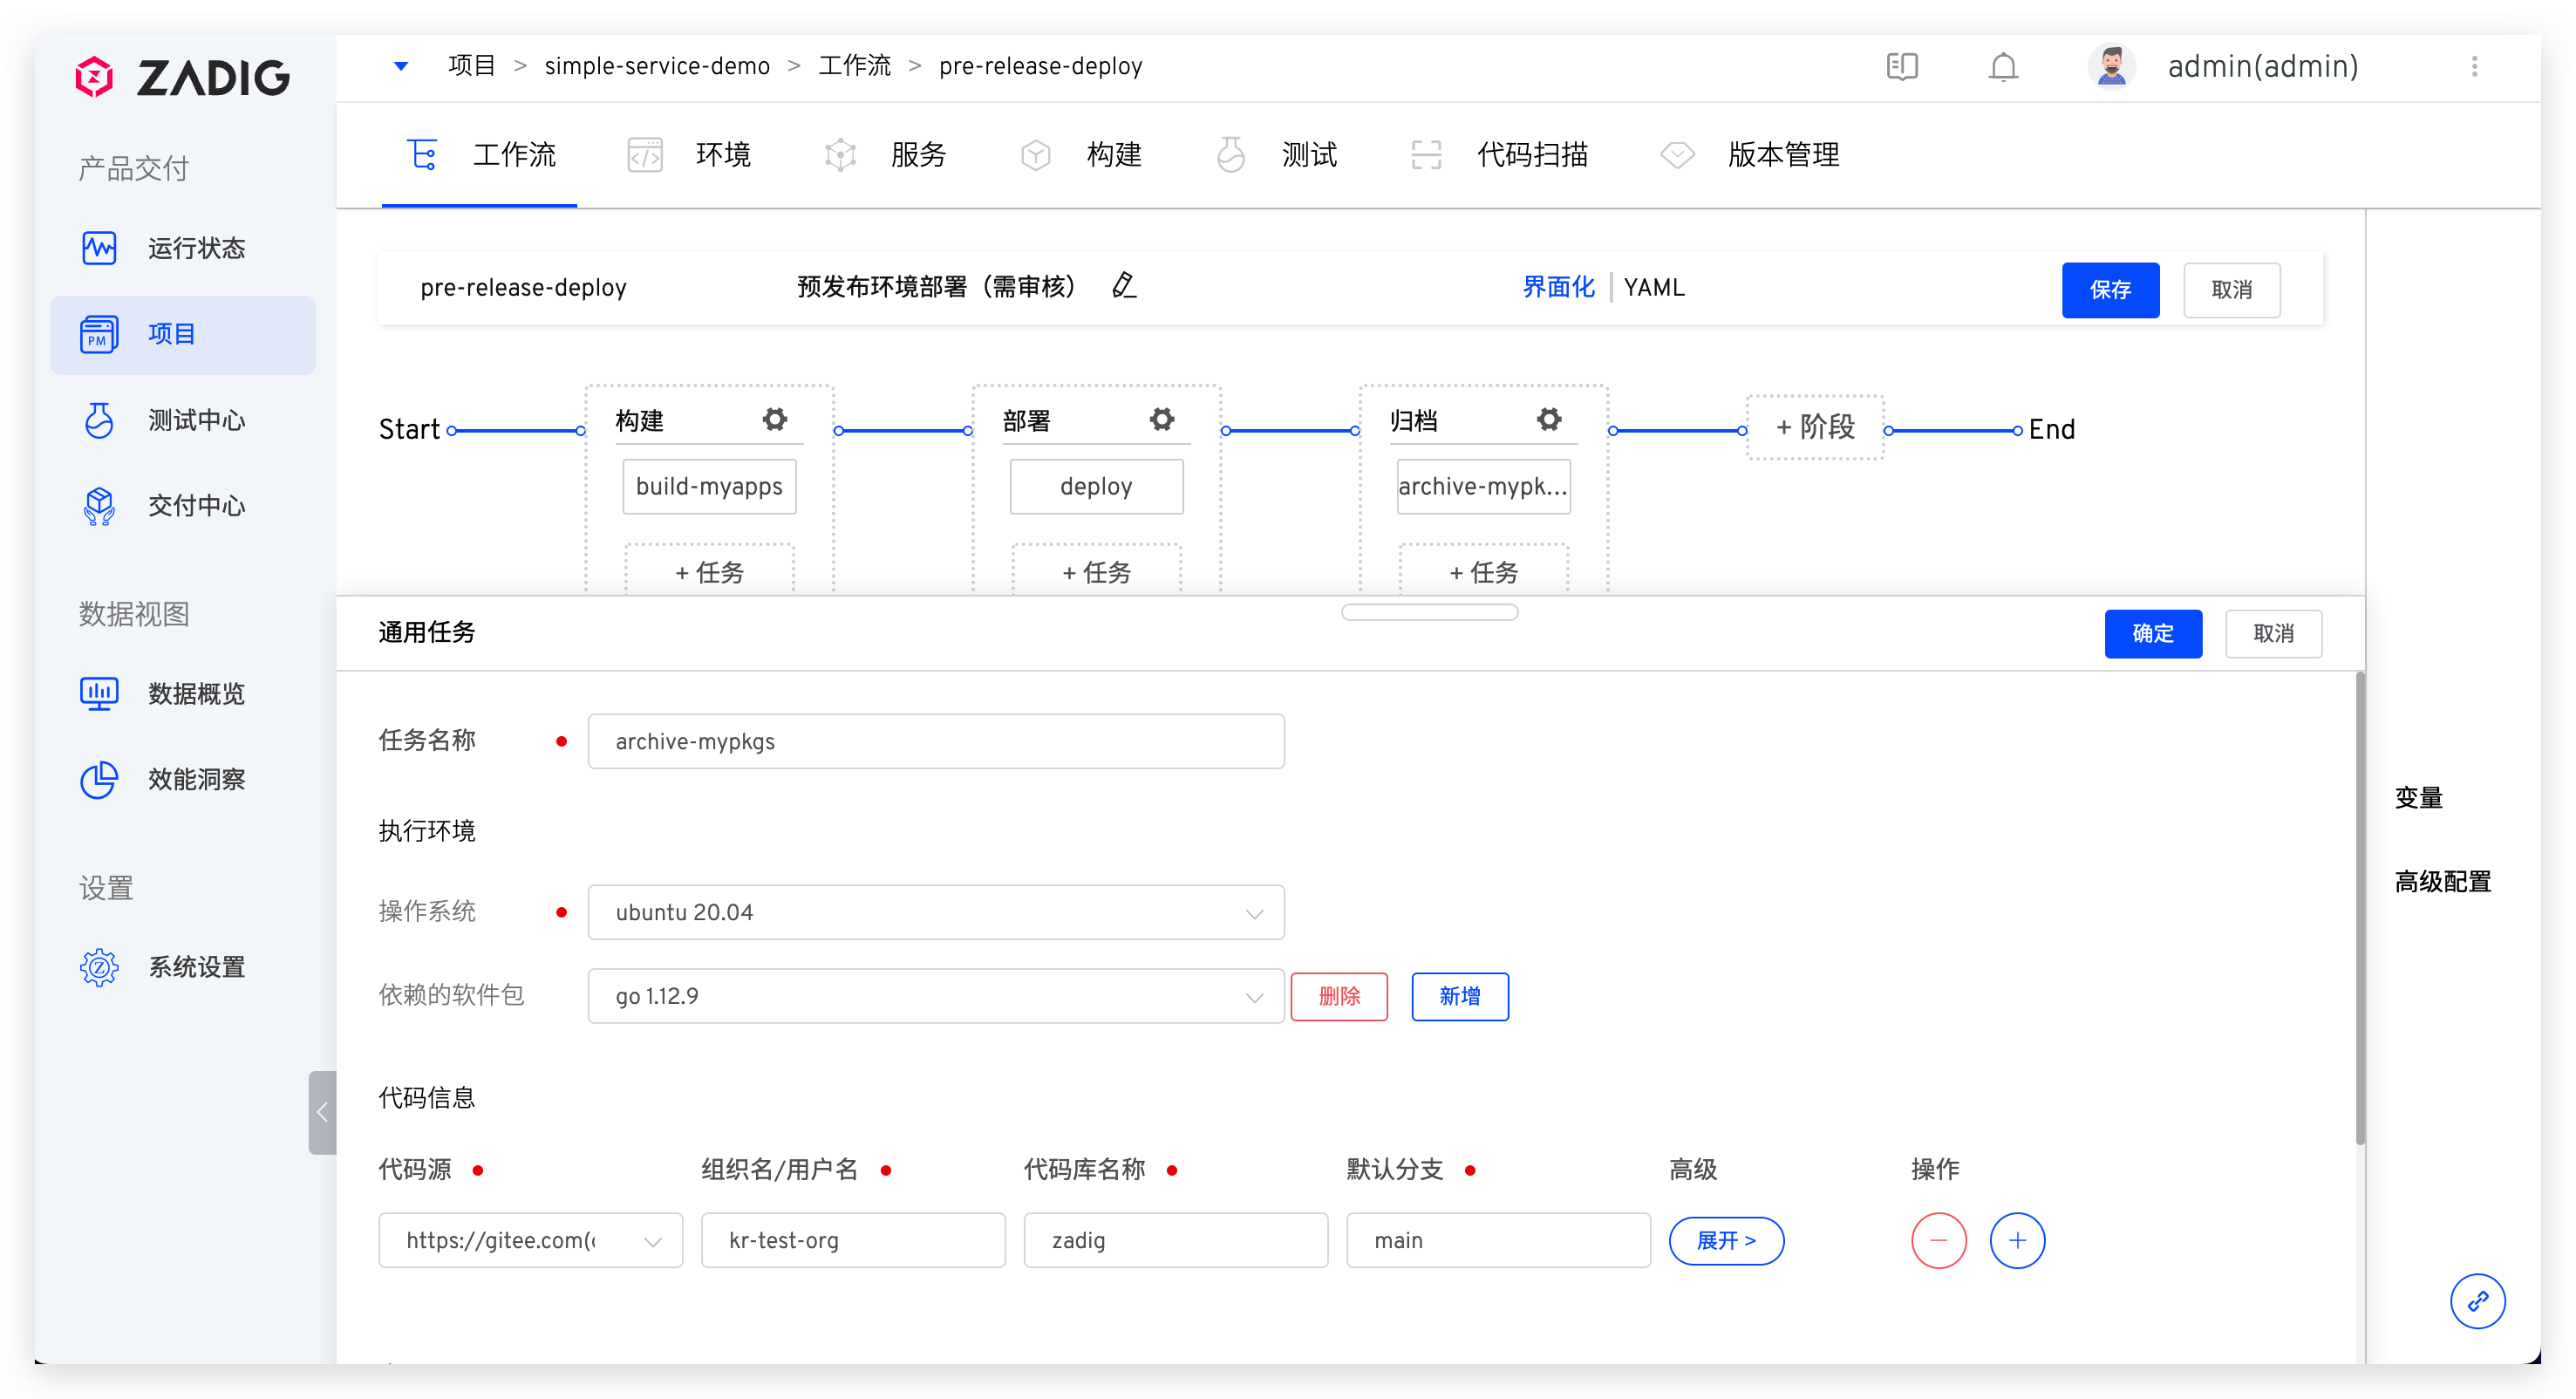 ZADIG
项目 > simple-service-demo > 工作流 > pre-release-deploy
admin(admin)
产品交付
运行状态
PM
项目
测试中心
交付中心
数据视图
数据概览
效能洞察
设置
系统设置
工作流
环境
服务
构建
测试
代码扫描
版本管理
pre-release-deploy
预发布环境部署（需审核）
界面化 | YAML
保存
取消
Start
构建
build-myapps
+ 任务
部署
deploy
+ 任务
归档
archive-mypk...
+ 任务
+ 阶段
End
通用任务
确定
取消
任务名称
archive-mypkgs
执行环境
操作系统
ubuntu 20.04
依赖的软件包
go 1.12.9
删除
新增
代码信息
代码源
组织名/用户名
代码库名称
默认分支
高级
操作
https://gitee.com(
kr-test-org
zadig
main
展开 >
变量
高级配置